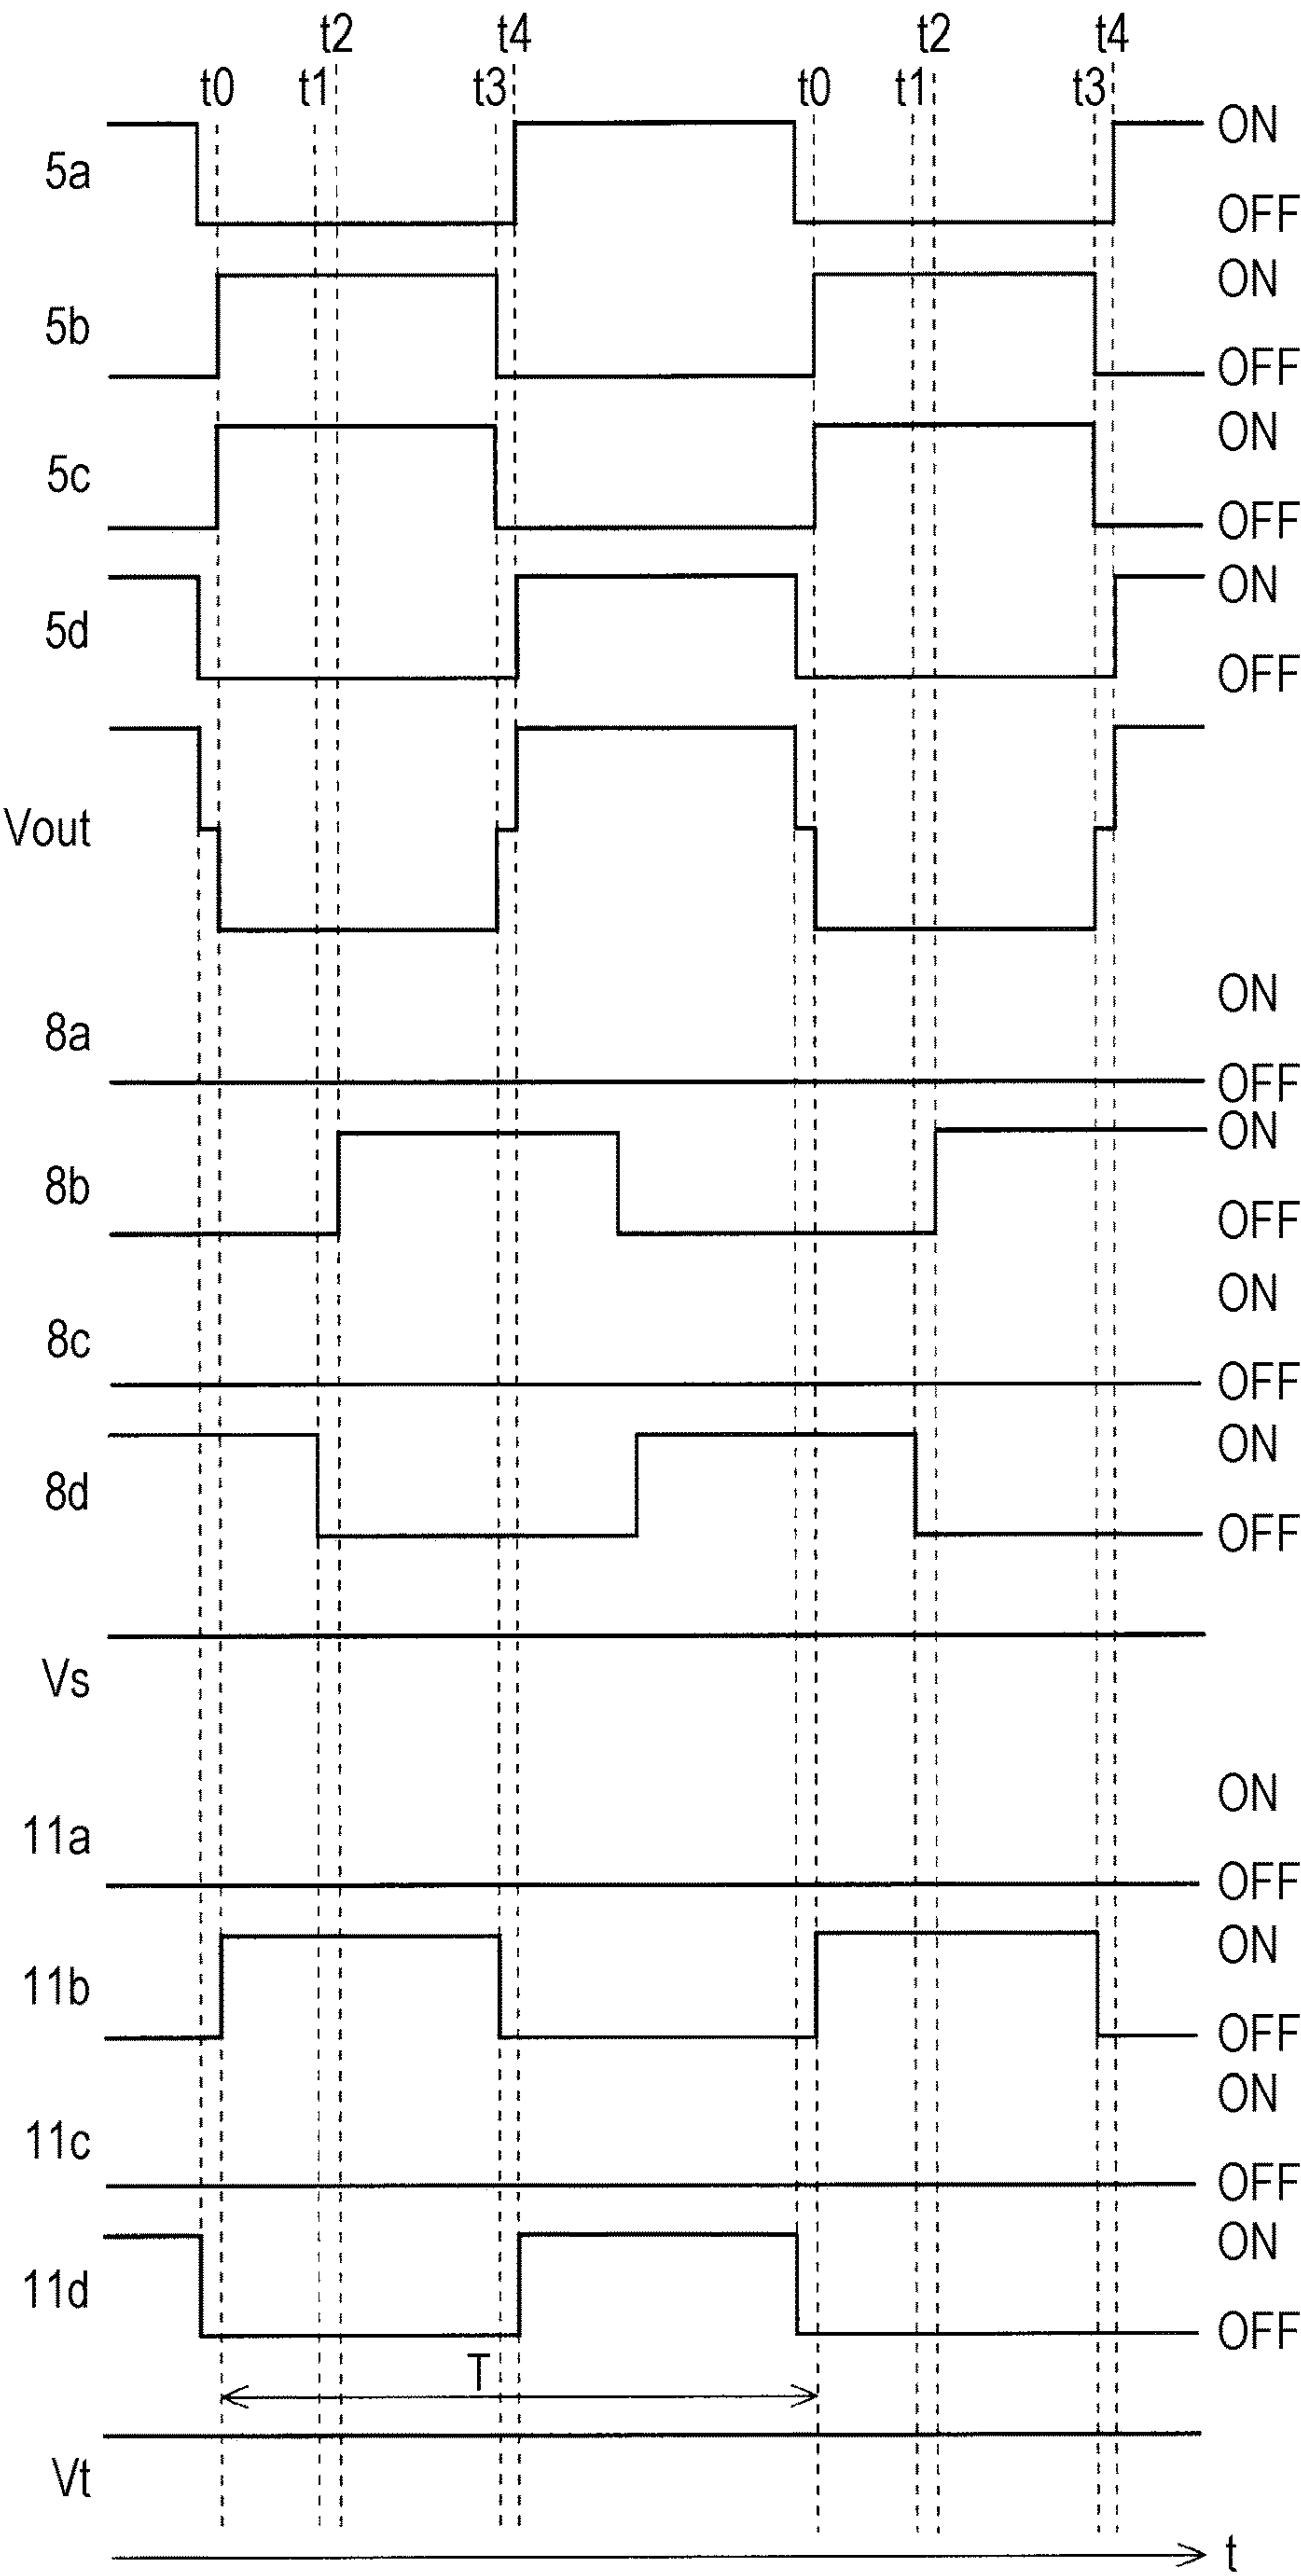 t2 t4 t2 t4
t0 t1 t3 t0 t1 t3
ON
5a
OFF
ON
5b
OFF
ON
5c
OFF
ON
5d
OFF
Vout
ON
8a
OFF
ON
8b
OFF
ON
8c
OFF
ON
8d
OFF
Vs
ON
11a
OFF
ON
11b
OFF
ON
11c
OFF
ON
11d
OFF
T
Vt
t